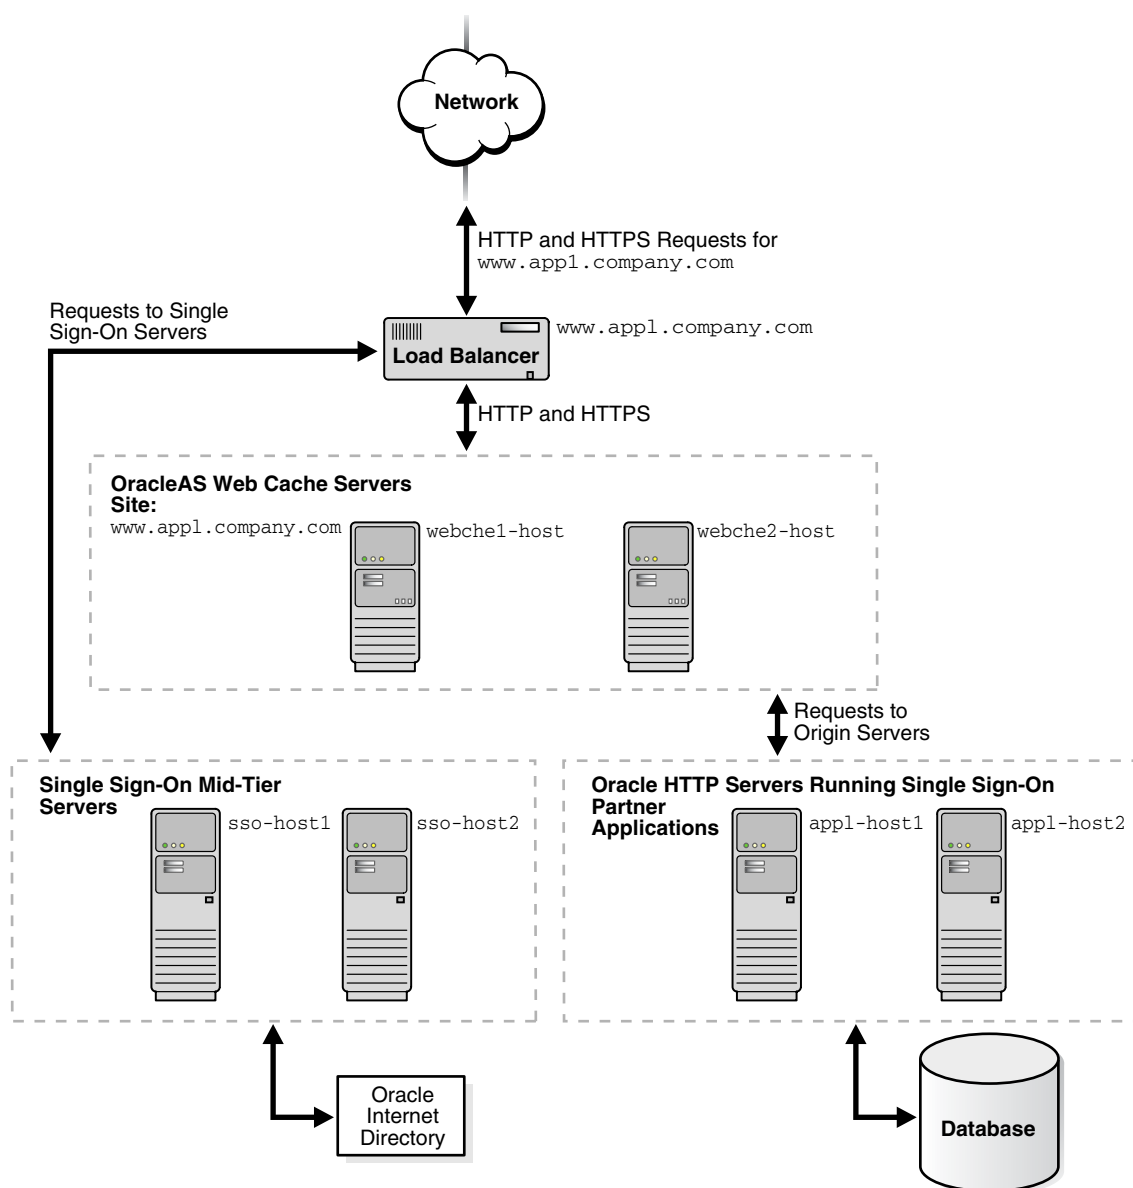 Network
HTTP and HTTPS Requests for
www.app1.company.com
Requests to Single
Sign-On Servers
www.app1.company.com
Load Balancer
HTTP and HTTPS
OracleAS Web Cache Servers
Site:
www.app1.company.com
webche1-host
webche2-host
Requests to
Origin Servers
Single Sign-On Mid-Tier
Servers
sso-host1
sso-host2
Oracle HTTP Servers Running Single Sign-On
Partner
Applications
app1-host1
app1-host2
Oracle
Internet
Directory
Database